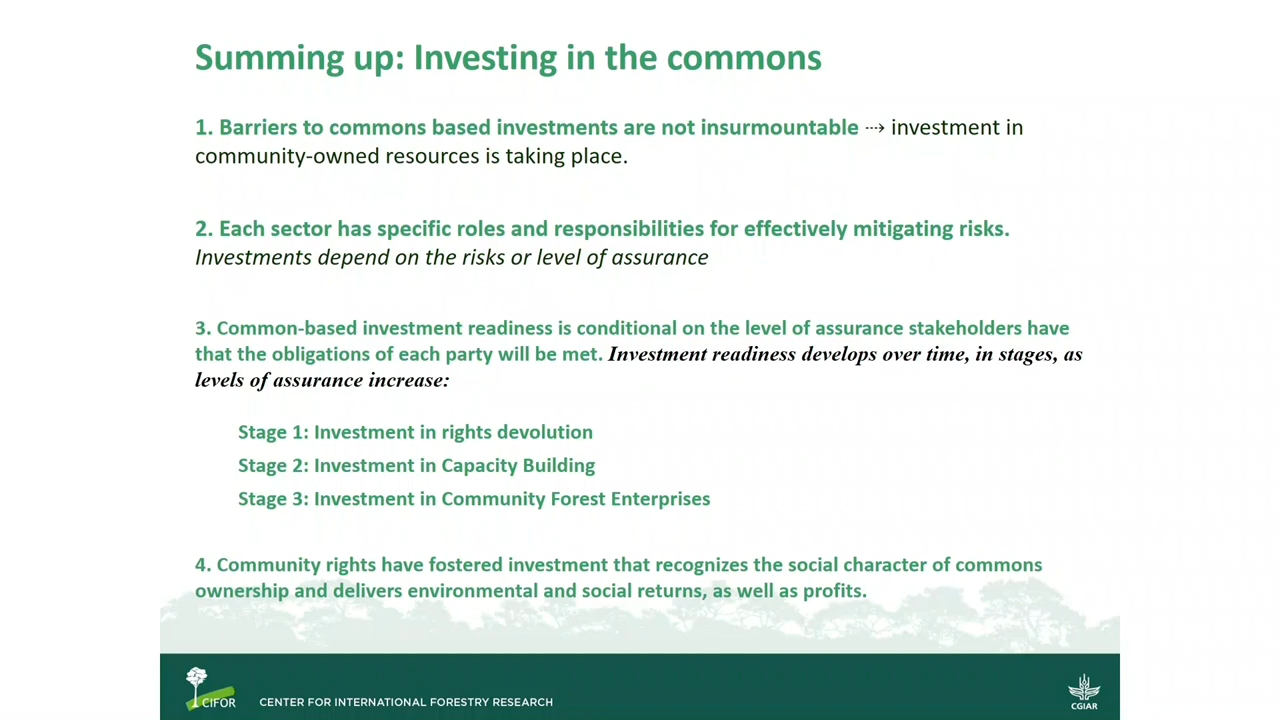 Summing up: Investing in the commons
1. Barriers to commons based investments are not insurmountable ⇢ investment in
community-owned resources is taking place.
2. Each sector has specific roles and responsibilities for effectively mitigating risks.
Investments depend on the risks or level of assurance
3. Common-based investment readiness is conditional on the level of assurance stakeholders have
that the obligations of each party will be met. Investment readiness develops over time, in stages, as
levels of assurance increase:
Stage 1: Investment in rights devolution
Stage 2: Investment in Capacity Building
Stage 3: Investment in Community Forest Enterprises
4. Community rights have fostered investment that recognizes the social character of commons
ownership and delivers environmental and social returns, as well as profits.
CIFOR
CENTER FOR INTERNATIONAL FORESTRY RESEARCH
CGIAR